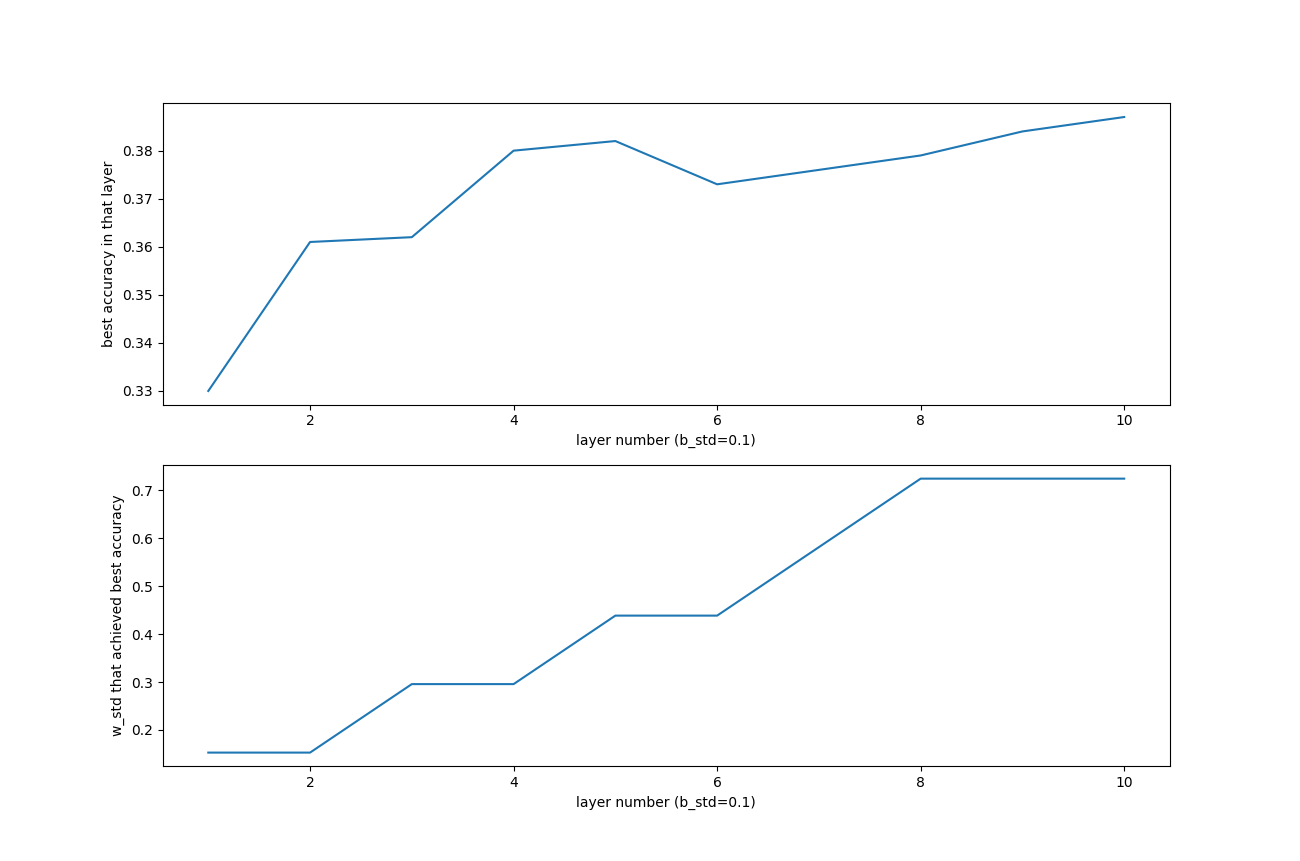 best accuracy in that layer
0.38
0.37
0.36
0.35
0.34
0.33
2 4 6 8 10
layer number (b_std=0.1)
w_std that achieved best accuracy
0.7
0.6
0.5
0.4
0.3
0.2
2 4 6 8 10
layer number (b_std=0.1)